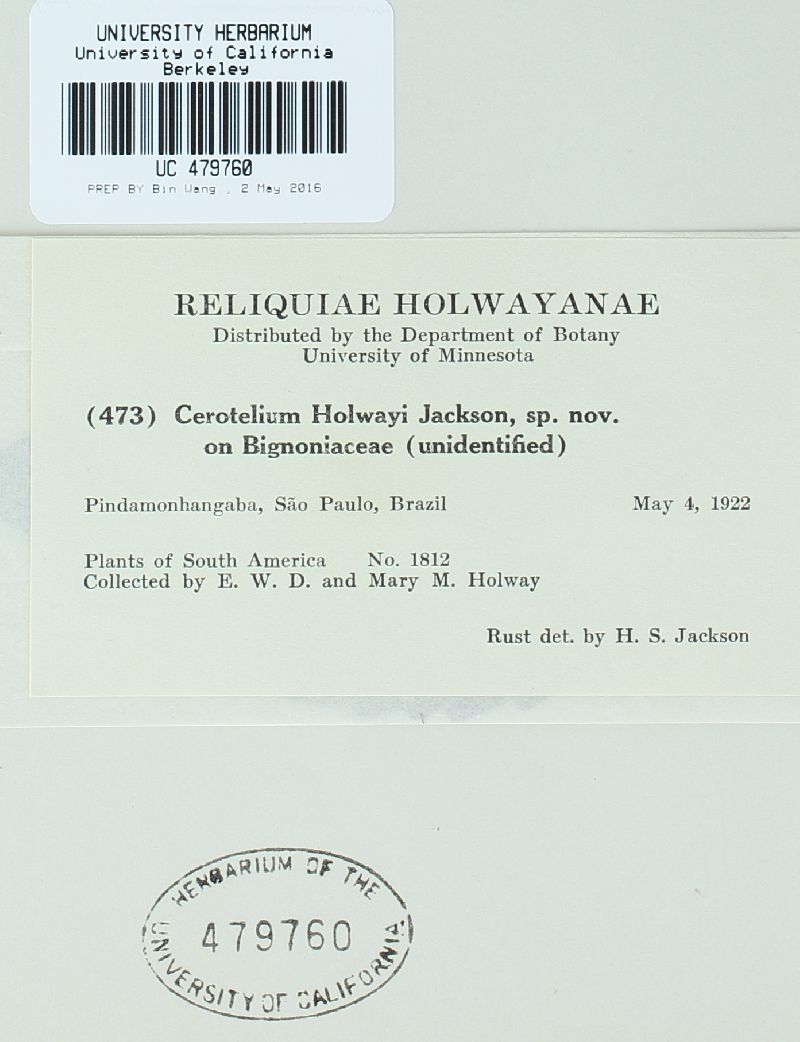 UNIVERSITY HERBARIUM
University of California
Berkeley
UC 479760
PREP BY Bin Wang , 2 May 2016
RELIQUIAE HOLWAYANAE
Distributed by the Department of Botany
University of Minnesota
(473) Cerotelium Holwayi Jackson, sp. nov.
on Bignoniaceae (unidentified)
Pindamonhangaba, São Paulo, Brazil May 4, 1922
Plants of South America No. 1812
Collected by E. W. D. and Mary M. Holway
Rust det. by H. S. Jackson
HERBARIUM OF THE
479760
UNIVERSITY OF CALIFORNIA